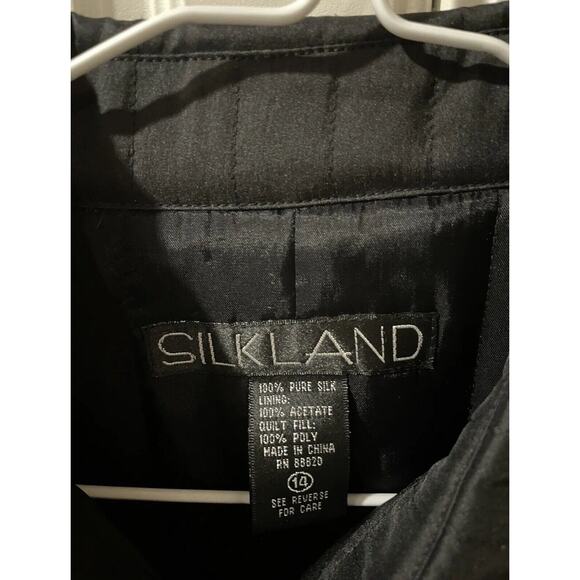 SILKLAND
100% PURE SILK
LINING:
100% ACETATE
QUILT FILL:
100% POLY
MADE IN CHINA
RN 88620
14
SEE REVERSE
FOR CARE